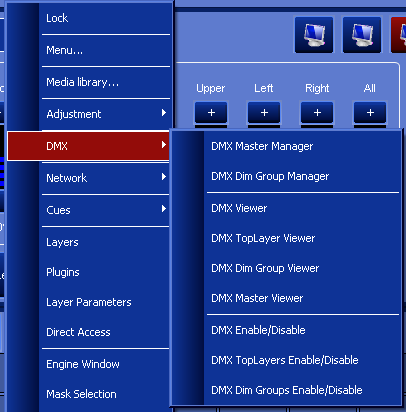 Lock
Menu...
Media library...
Adjustment
DMX
Network
Cues
Layers
Plugins
Layer Parameters
Direct Access
Engine Window
Mask Selection
Upper Left Right All
+ + + +
DMX Master Manager
DMX Dim Group Manager
DMX Viewer
DMX TopLayer Viewer
DMX Dim Group Viewer
DMX Master Viewer
DMX Enable/Disable
DMX TopLayers Enable/Disable
DMX Dim Groups Enable/Disable